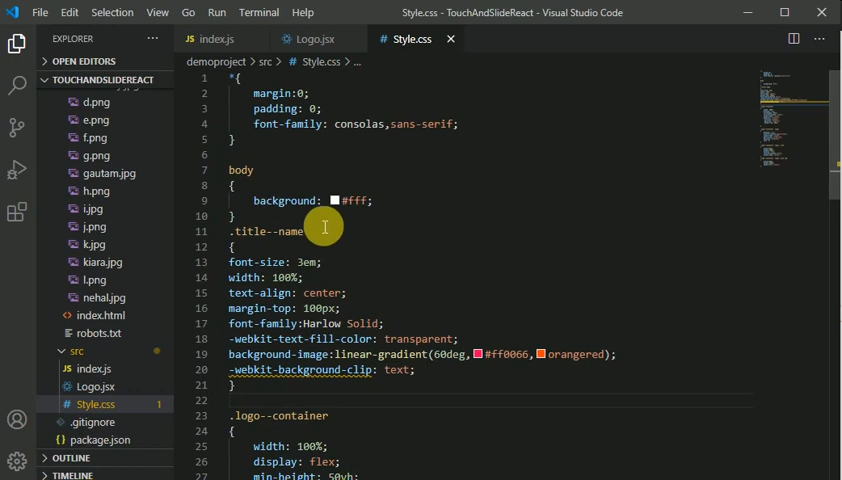 File Edit Selection View Go Run Terminal Help Style.css - TouchAndSlideReact - Visual Studio Code
EXPLORER ···
JS index.js Logo.jsx # Style.css ×
OPEN EDITORS
TOUCHANDSLIDEREACT
d.png
e.png
f.png
g.png
gautam.jpg
h.png
i.jpg
j.png
k.jpg
kiara.jpg
l.png
nehal.jpg
<> index.html
robots.txt
src
JS index.js
Logo.jsx
# Style.css 1
.gitignore
{} package.json
OUTLINE
TIMELINE
demoproject > src > # Style.css > ...
1 *{
2 margin:0;
3 padding: 0;
4 font-family: consolas,sans-serif;
5 }
6
7 body
8 {
9 background: #fff;
10 }
11 .title--name
12 {
13 font-size: 3em;
14 width: 100%;
15 text-align: center;
16 margin-top: 100px;
17 font-family:Harlow Solid;
18 -webkit-text-fill-color: transparent;
19 background-image:linear-gradient(60deg,#ff0066,orangered);
20 -webkit-background-clip: text;
21 }
22
23 .logo--container
24 {
25 width: 100%;
26 display: flex;
27 min-height: 50vh;